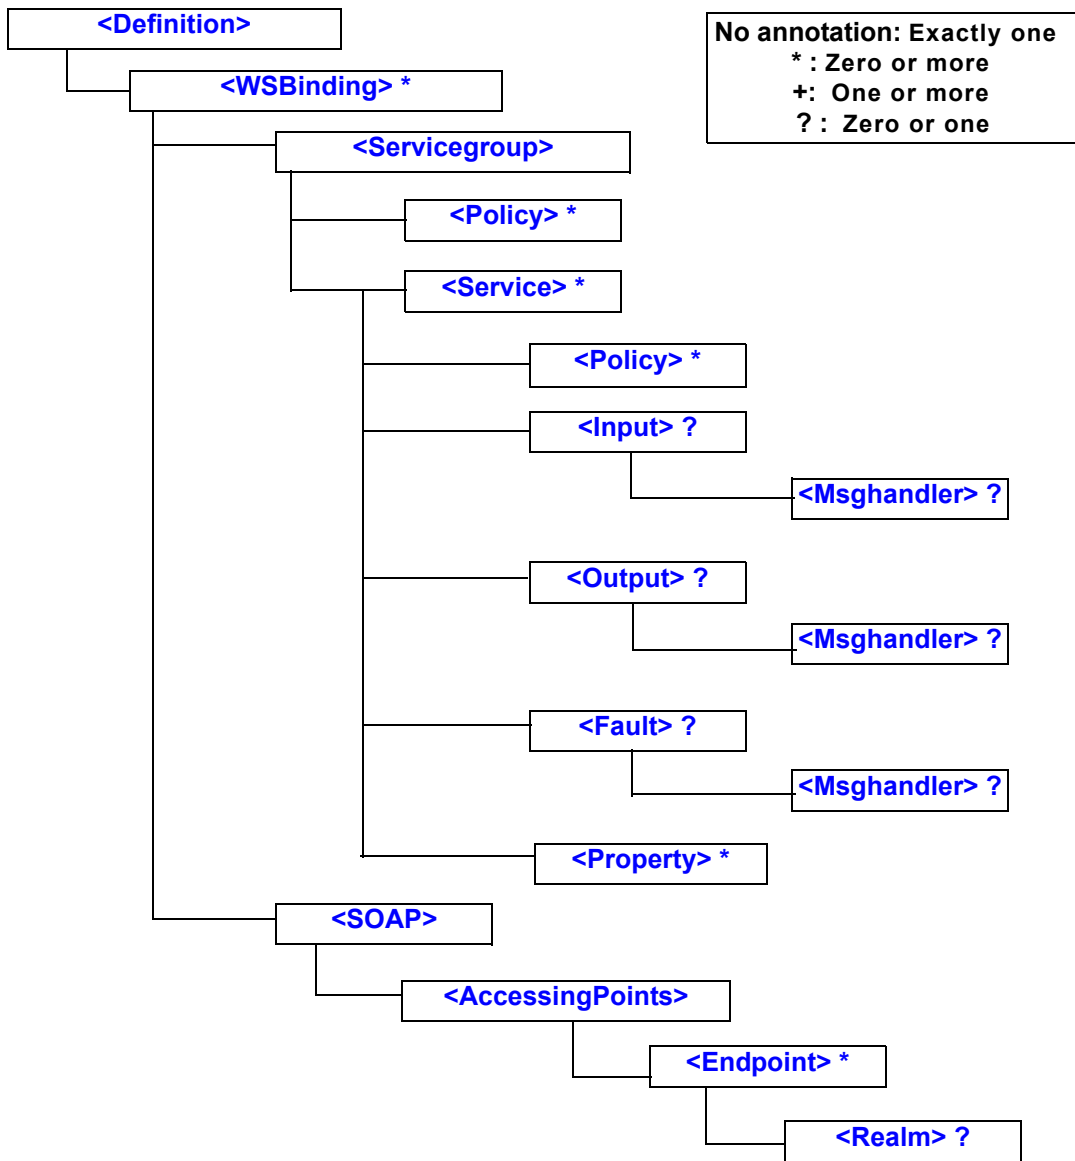 <Definition>
No annotation: Exactly one
* : Zero or more
+: One or more
? : Zero or one
<WSBinding> *
<Servicegroup>
<Policy> *
<Service> *
<Policy> *
<Input> ?
<Msghandler> ?
<Output> ?
<Msghandler> ?
<Fault> ?
<Msghandler> ?
<Property> *
<SOAP>
<AccessingPoints>
<Endpoint> *
<Realm> ?